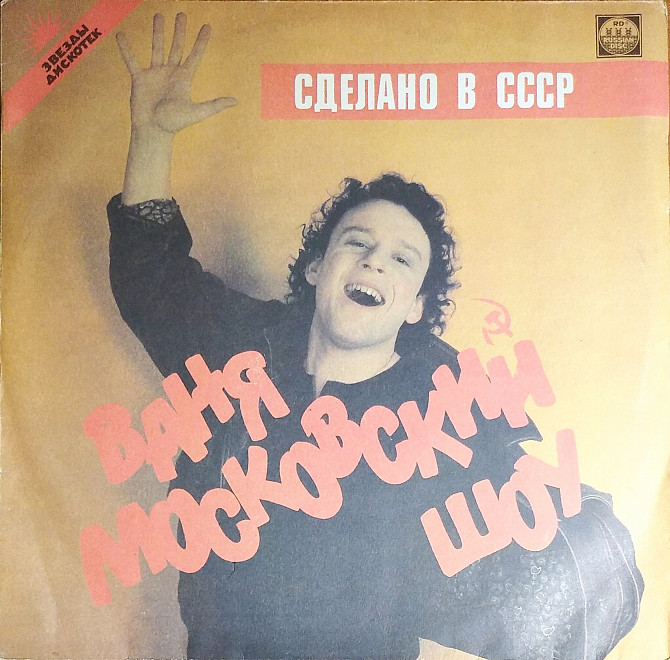 ЗВЕЗДЫ
ДИСКОТЕК
RD
RUSSIAN
DISC
СДЕЛАНО В СССР
ВАНЯ
МОСКОВСКИЙ
ШОУ